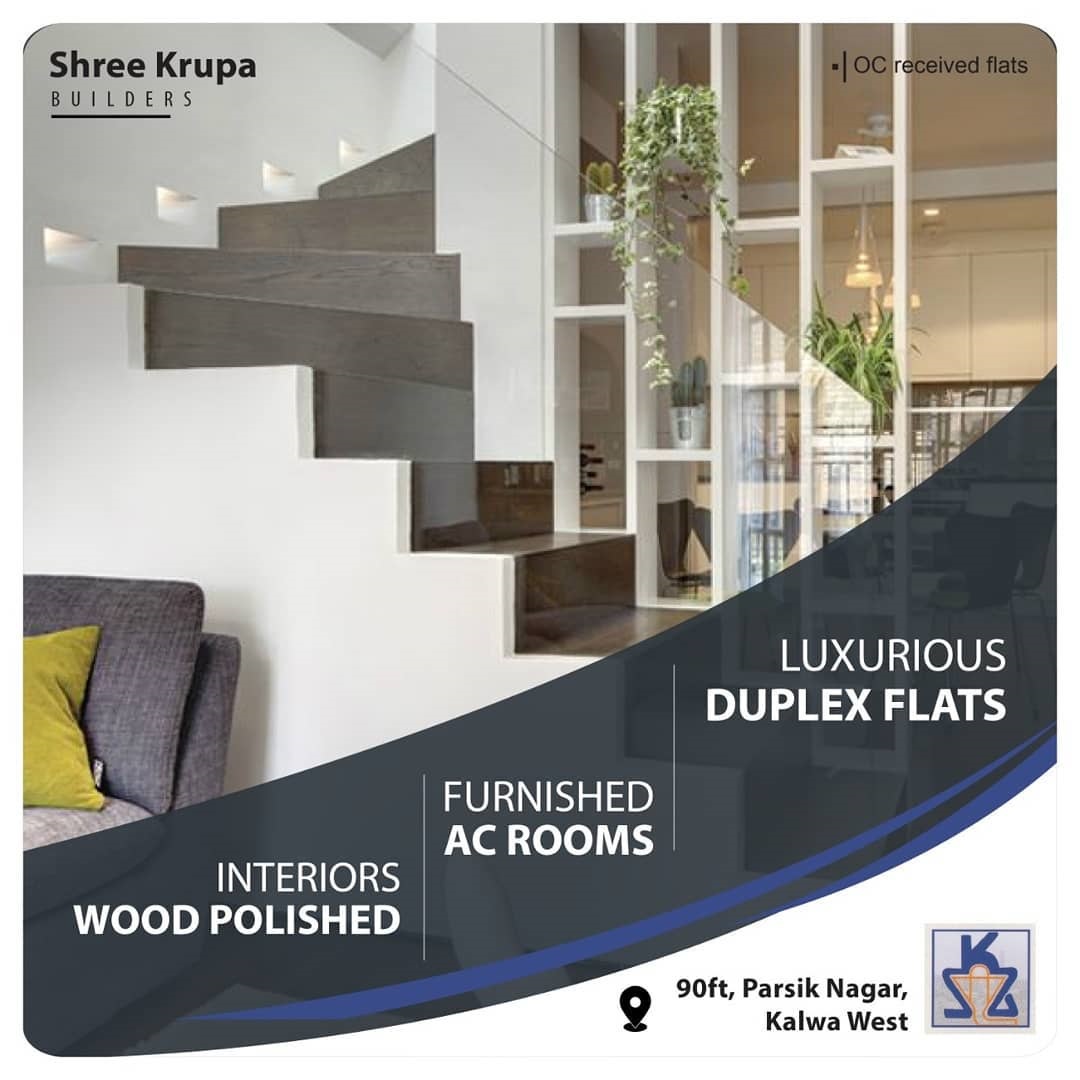 Shree Krupa
BUILDERS
OC received flats
LUXURIOUS
DUPLEX FLATS
FURNISHED
AC ROOMS
INTERIORS
WOOD POLISHED
90ft, Parsik Nagar,
Kalwa West